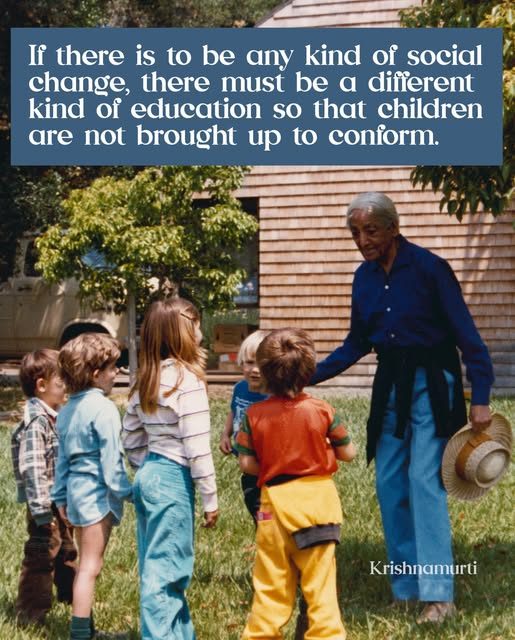 If there is to be any kind of social
change, there must be a different
kind of education so that children
are not brought up to conform.
Krishnamurti